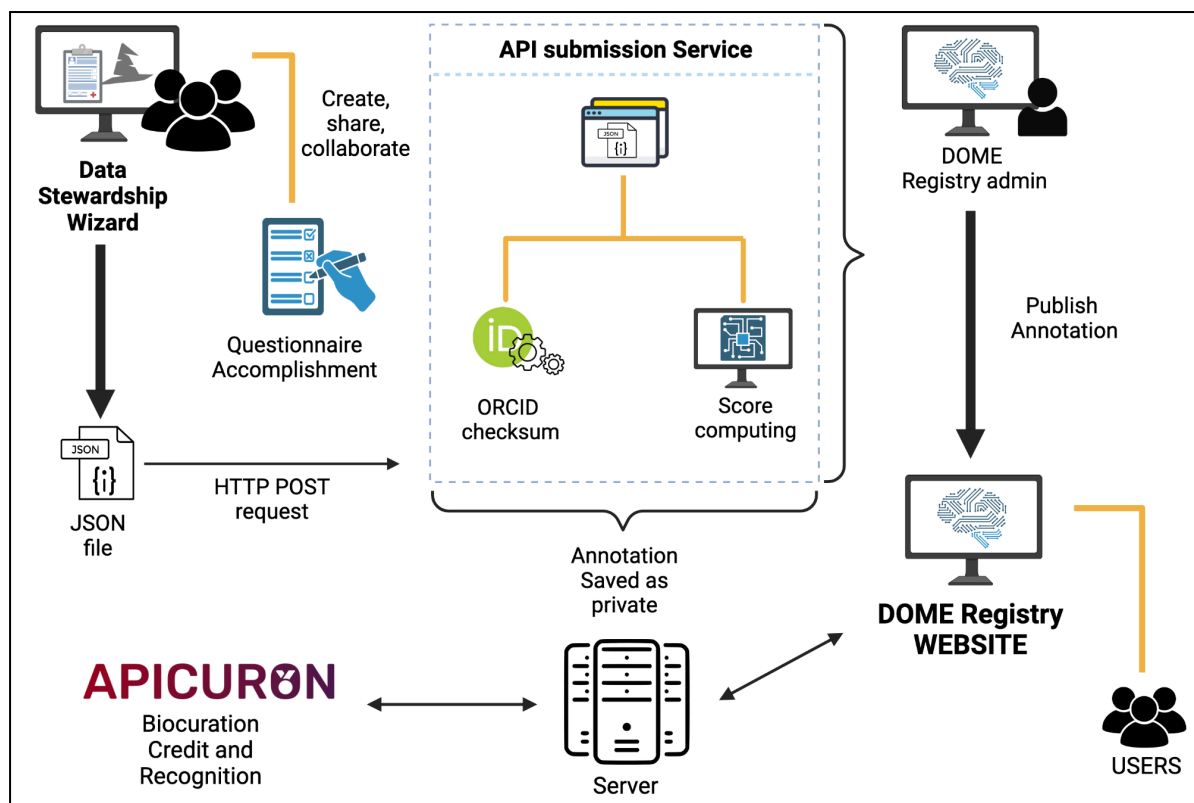 API submission Service
Create,
share,
collaborate
JSON
{i}
Data
Stewardship
Wizard
DOME
Registry admin
iD
Questionnaire
Accomplishment
ORCID
checksum
Score
computing
Publish
Annotation
JSON
{i}
HTTP POST
request
JSON
file
Annotation
Saved as
private
DOME Registry
WEBSITE
APICURON
Biocuration
Credit and
Recognition
Server
USERS